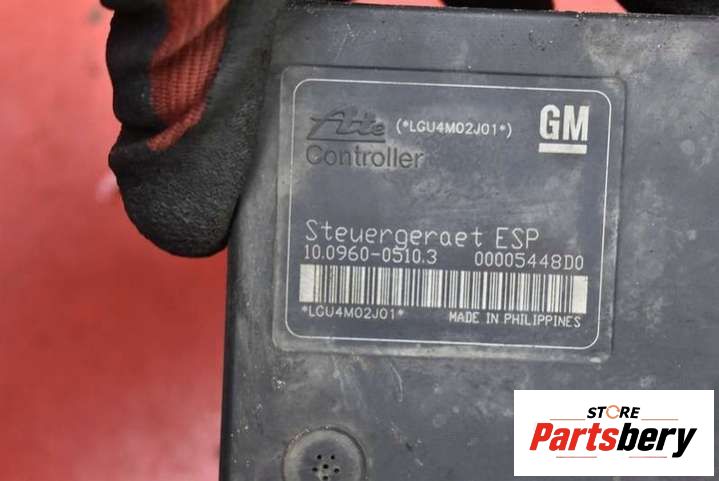 Ate (*LGU4M02J01*) GM
Controller
Steuergeraet ESP
10.0960-0510.3 00005448D0
*LGU4M02J01* MADE IN PHILIPPINES
STORE
Partsbery